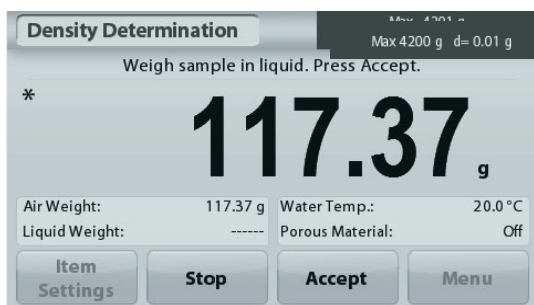 Density Determination
Max 4200 g d= 0.01 g
Weigh sample in liquid. Press Accept.
*
117.37 g
Air Weight: 117.37 g Water Temp.: 20.0 °C
Liquid Weight: ------ Porous Material: Off
Item Settings Stop Accept Menu